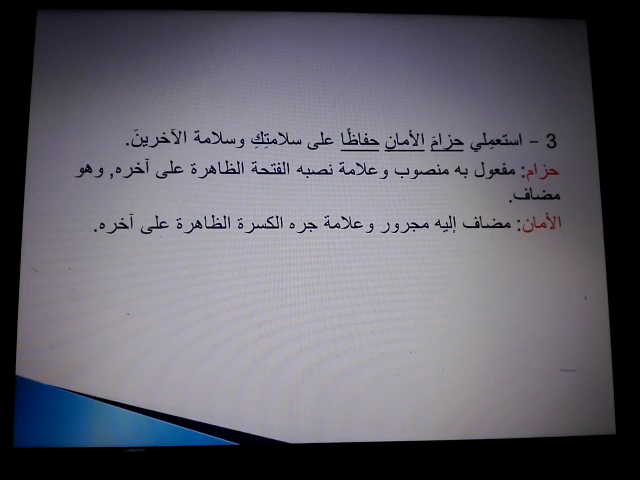 3 – استعمِلي حزامَ الأمانِ حفاظًا على سلامتِكِ وسلامة الآخرينَ.
حزام: مفعول به منصوب وعلامة نصبه الفتحة الظاهرة على آخره, وهو
مضاف.
الأمان: مضاف إليه مجرور وعلامة جره الكسرة الظاهرة على آخره.